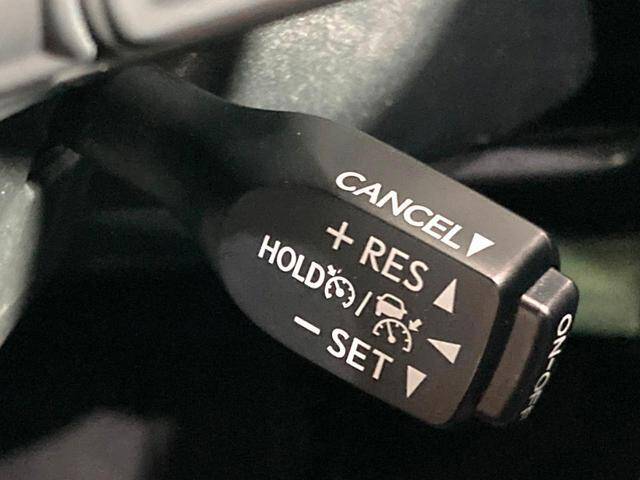 CANCEL▼
+ RES ▲
HOLD / ◀
− SET ▼
ON-OFF